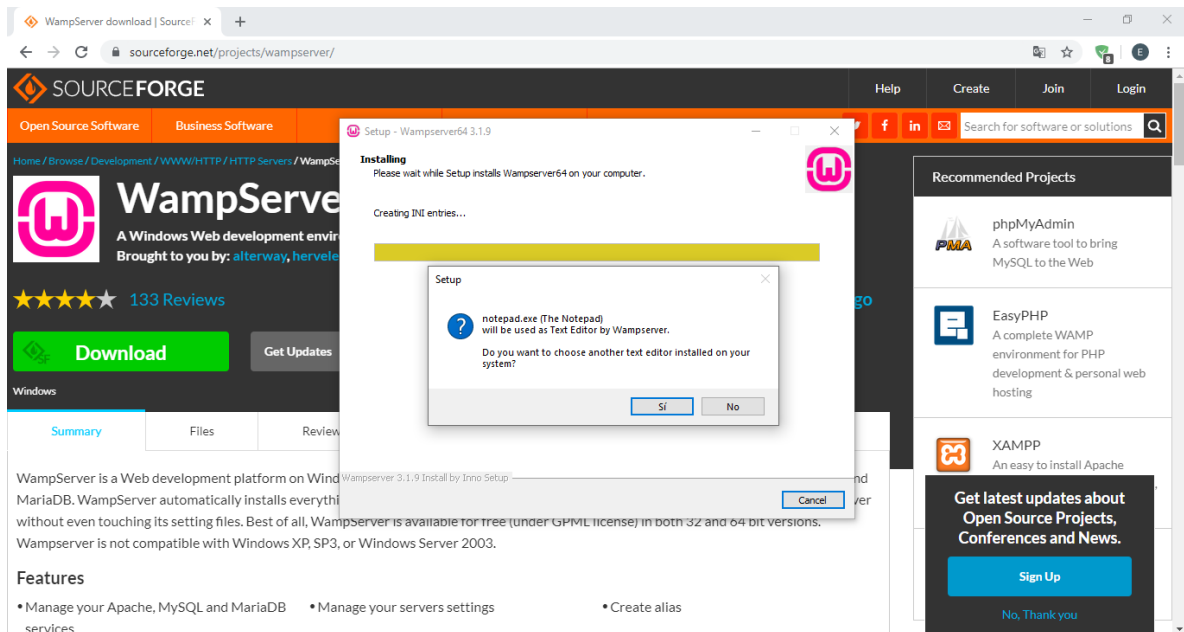 WampServer download | Source
sourceforge.net/projects/wampserver/
8
E
SOURCEFORGE
Help
Create
Join
Login
Open Source Software
Business Software
f
in
Search for software or solutions
Home / Browse / Development / WWW/HTTP / HTTP Servers / WampSe
WampServe
A Windows Web development envir
Brought to you by: alterway, hervele
133 Reviews
go
SF
Download
Get Updates
Windows
Summary
Files
Review
WampServer is a Web development platform on Wind
nd
MariaDB. WampServer automatically installs everythi
ver
without even touching its setting files. Best of all, WampServer is available for free (under GPML license) in both 32 and 64 bit versions.
Wampserver is not compatible with Windows XP, SP3, or Windows Server 2003.
Features
• Manage your Apache, MySQL and MariaDB
services
• Manage your servers settings
• Create alias
Setup - Wampserver64 3.1.9
Installing
Please wait while Setup installs Wampserver64 on your computer.
Creating INI entries...
Wampserver 3.1.9 Install by Inno Setup
Cancel
Setup
notepad.exe (The Notepad)
will be used as Text Editor by Wampserver.
Do you want to choose another text editor installed on your
system?
Sí
No
Recommended Projects
PMA
phpMyAdmin
A software tool to bring
MySQL to the Web
EasyPHP
A complete WAMP
environment for PHP
development & personal web
hosting
XAMPP
An easy to install Apache
Get latest updates about
Open Source Projects,
Conferences and News.
Sign Up
No, Thank you